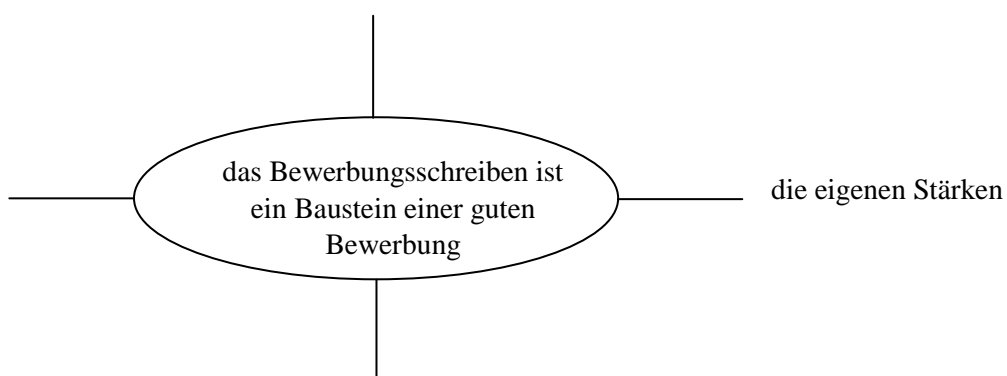 das Bewerbungsschreiben ist
ein Baustein einer guten
Bewerbung
die eigenen Stärken